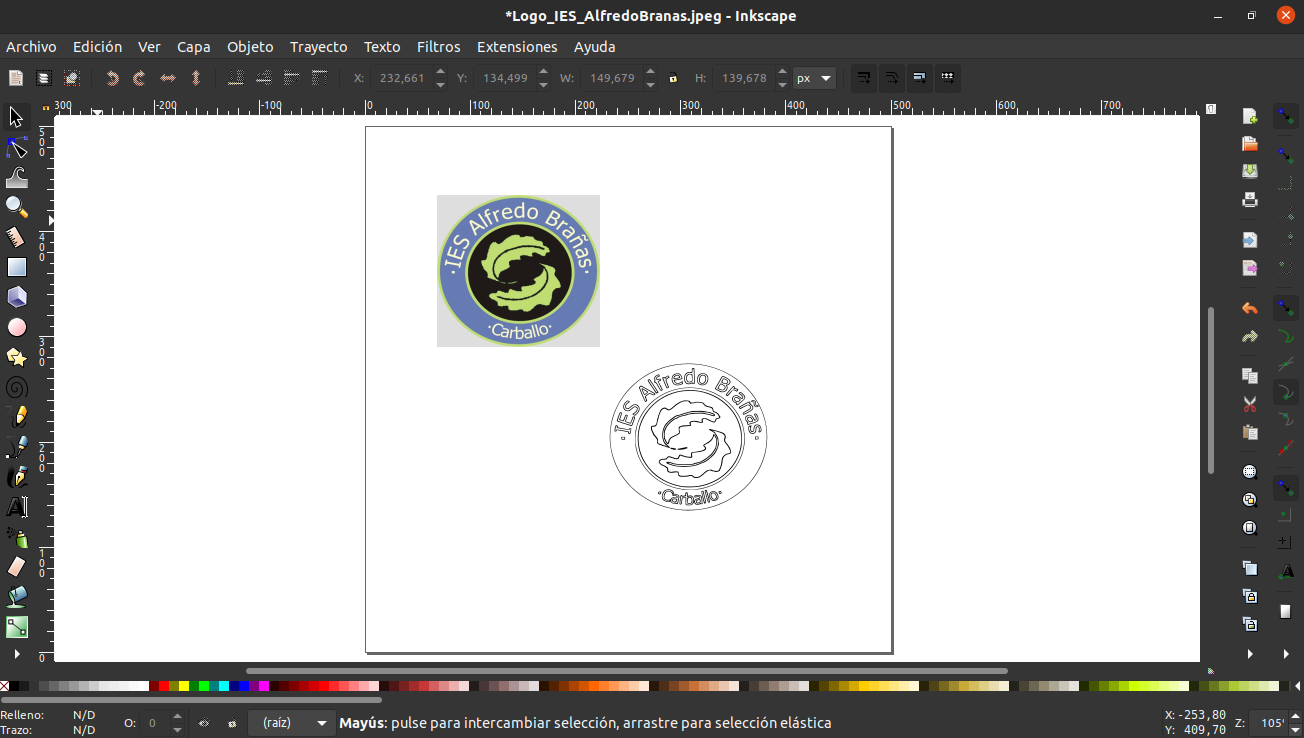 *Logo_IES_AlfredoBranas.jpeg - Inkscape
Archivo Edición Ver Capa Objeto Trayecto Texto Filtros Extensiones Ayuda
X: 232,661 Y: 134,499 W: 149,679 H: 139,678 px
300 -200 -100 0 100 200 300 400 500 600 700
500
400
300
200
100
0
·IES Alfredo Brañas·
·Carballo·
·IES Alfredo Brañas·
·Carballo·
Relleno: N/D
Trazo: N/D
O: 0
(raíz)
Mayús: pulse para intercambiar selección, arrastre para selección elástica
X: -253,80
Y: 409,70
Z: 105